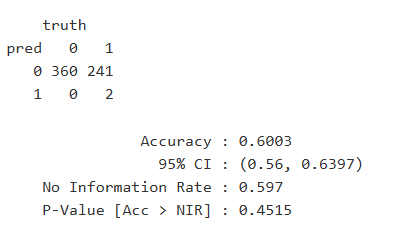 truth
pred 0 1
0 360 241
1 0 2
Accuracy : 0.6003
95% CI : (0.56, 0.6397)
No Information Rate : 0.597
P-Value [Acc > NIR] : 0.4515